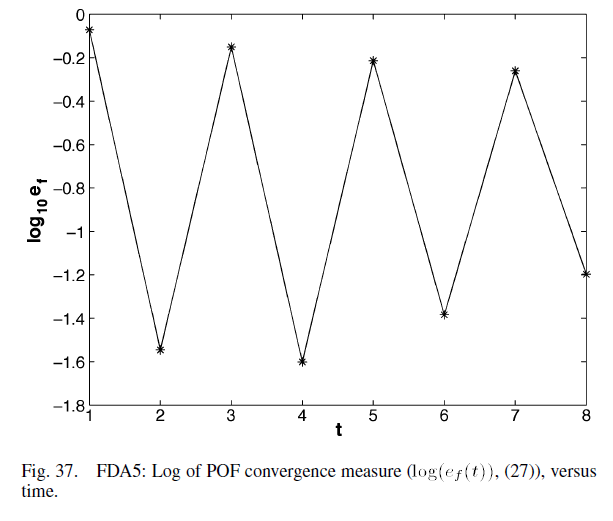 0
−0.2
−0.4
−0.6
−0.8
−1
−1.2
−1.4
−1.6
−1.8
log10 ef
1 2 3 4 5 6 7 8
t
Fig. 37. FDA5: Log of POF convergence measure (log(ef(t)), (27)), versus
time.